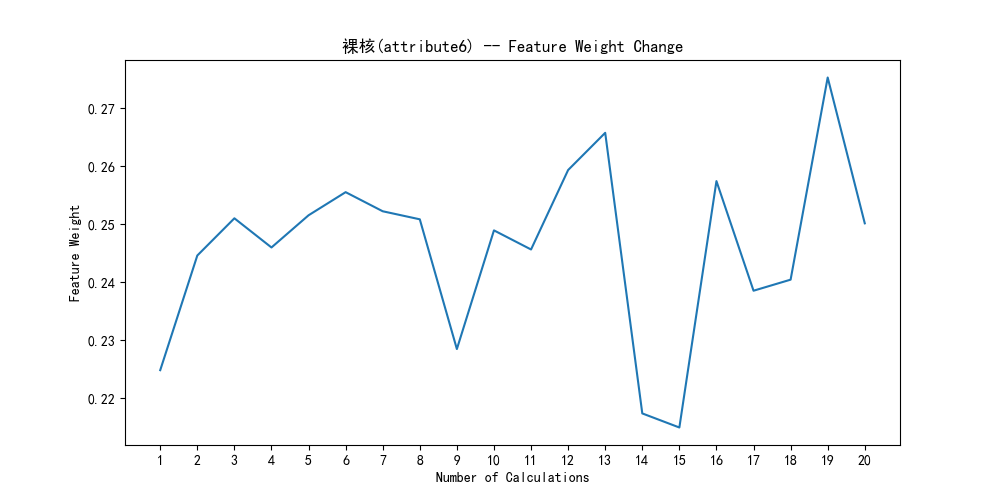 裸核(attribute6) -- Feature Weight Change
Feature Weight
0.27
0.26
0.25
0.24
0.23
0.22
1 2 3 4 5 6 7 8 9 10 11 12 13 14 15 16 17 18 19 20
Number of Calculations